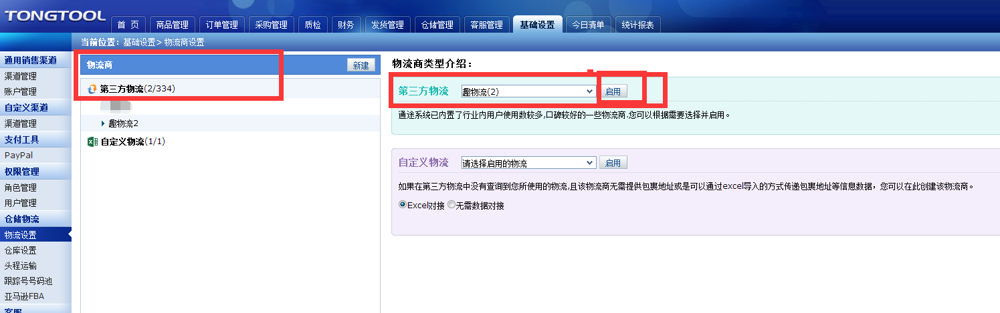 TONGTOOL
首 页 商品管理 订单管理 采购管理 质检 财务 发货管理 仓储管理 客服管理 基础设置 今日清单 统计报表
当前位置：基础设置> 物流商设置
通用销售渠道
渠道管理
账户管理
自定义渠道
渠道管理
支付工具
PayPal
权限管理
角色管理
用户管理
仓储物流
物流设置
仓库设置
头程运输
跟踪号号码池
亚马逊FBA
客服
物流商 新建
第三方物流(2/334)
趣物流2
自定义物流(1/1)
物流商类型介绍：
第三方物流 趣物流(2) 启用
通途系统已内置了行业内用户使用数较多,口碑较好的一些物流商.您可以根据需要选择并启用。
自定义物流 请选择启用的物流 启用
如果在第三方物流中没有查询到您所使用的物流,且该物流商无需提供包裹地址或是可以通过excel导入的方式传递包裹地址等信息数据，您可以在此创建该物流商。
Excel对接 无需数据对接